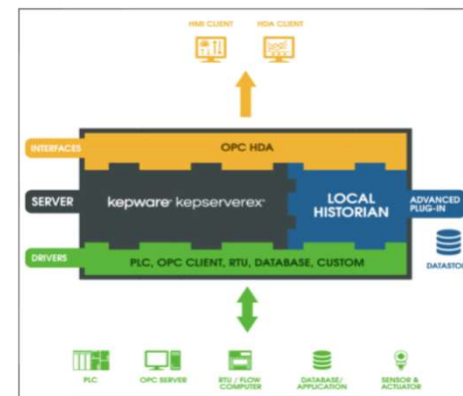 HMI CLIENT HDA CLIENT
INTERFACES OPC HDA
SERVER kepware® kepserverex® LOCAL
HISTORIAN ADVANCED
PLUG-IN
DRIVERS PLC, OPC CLIENT, RTU, DATABASE, CUSTOM
PLC OPC SERVER RTU / FLOW
COMPUTER DATABASE/
APPLICATION SENSOR &
ACTUATOR